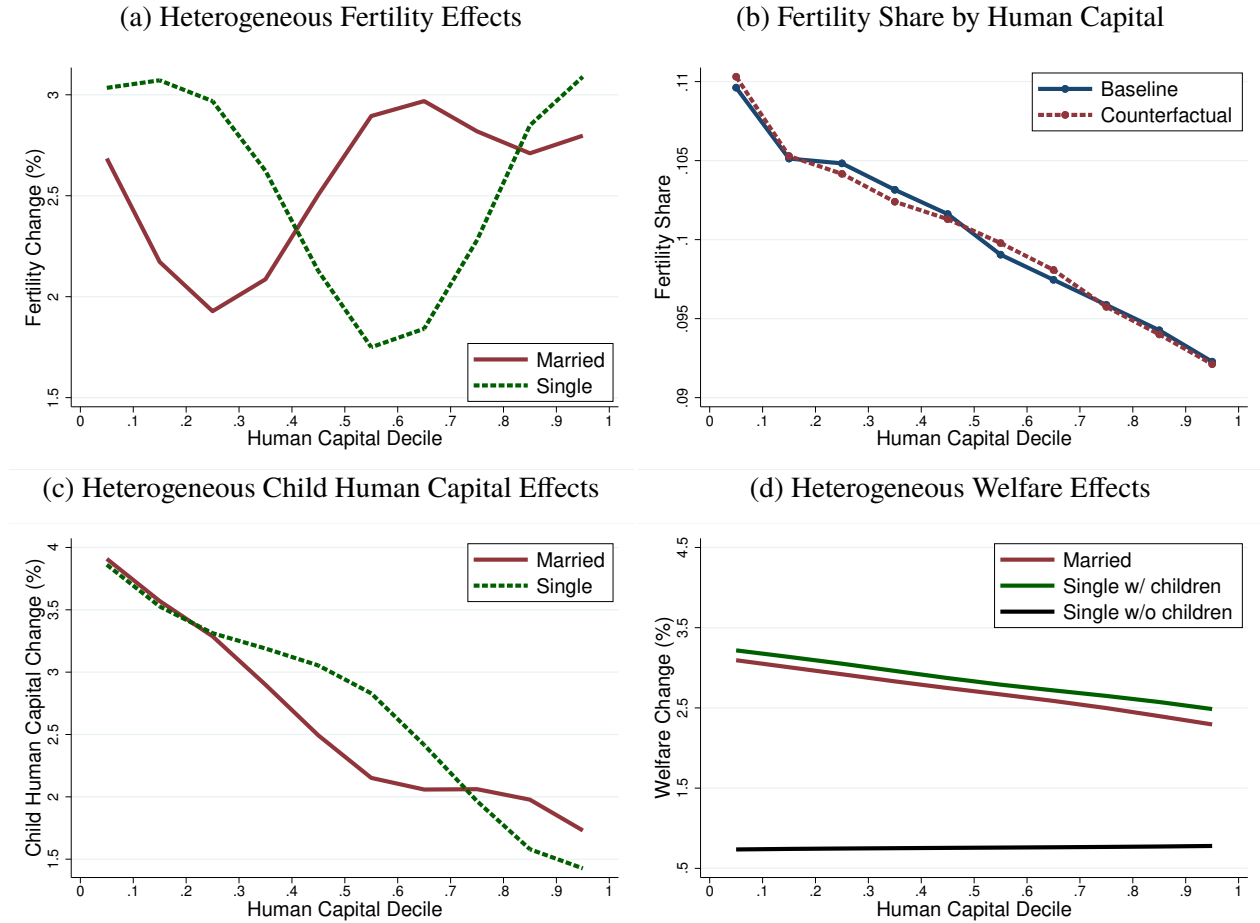 (a) Heterogeneous Fertility Effects
Fertility Change (%)
3
2.5
2
1.5
Married
Single
0 .1 .2 .3 .4 .5 .6 .7 .8 .9 1
Human Capital Decile
(b) Fertility Share by Human Capital
Fertility Share
.11
.105
.1
.095
.09
Baseline
Counterfactual
0 .1 .2 .3 .4 .5 .6 .7 .8 .9 1
Human Capital Decile
(c) Heterogeneous Child Human Capital Effects
Child Human Capital Change (%)
4
3.5
3
2.5
2
1.5
Married
Single
0 .1 .2 .3 .4 .5 .6 .7 .8 .9 1
Human Capital Decile
(d) Heterogeneous Welfare Effects
Welfare Change (%)
4.5
3.5
2.5
1.5
.5
Married
Single w/ children
Single w/o children
0 .1 .2 .3 .4 .5 .6 .7 .8 .9 1
Human Capital Decile